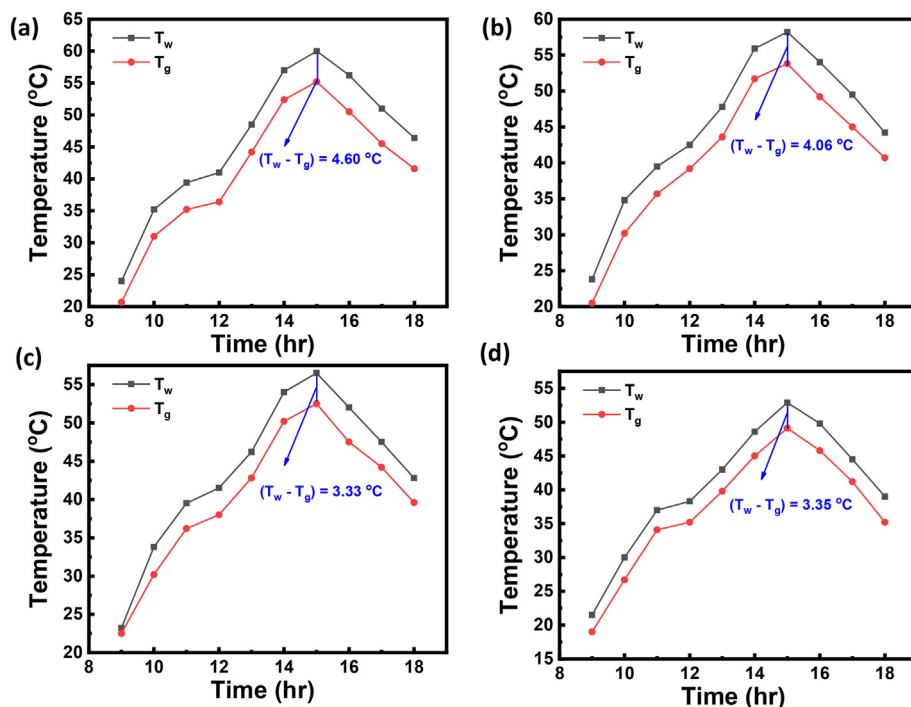 (a)
T_w
T_g
(T_w - T_g) = 4.60 °C
Temperature (°C)
60
55
50
45
40
35
30
25
20
8 10 12 14 16 18
Time (hr)
(b)
T_w
T_g
(T_w - T_g) = 4.06 °C
Temperature (°C)
60
55
50
45
40
35
30
25
20
8 10 12 14 16 18
Time (hr)
(c)
T_w
T_g
(T_w - T_g) = 3.33 °C
Temperature (°C)
55
50
45
40
35
30
25
20
8 10 12 14 16 18
Time (hr)
(d)
T_w
T_g
(T_w - T_g) = 3.35 °C
Temperature (°C)
55
50
45
40
35
30
25
20
15
8 10 12 14 16 18
Time (hr)